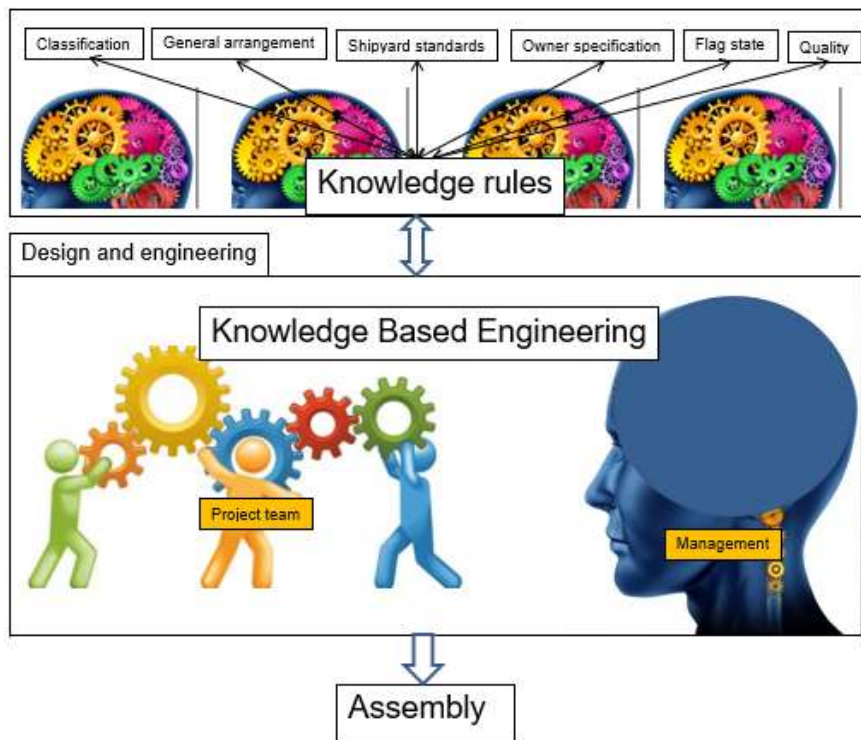 Classification
General arrangement
Shipyard standards
Owner specification
Flag state
Quality
Knowledge rules
Design and engineering
Knowledge Based Engineering
Project team
Management
Assembly